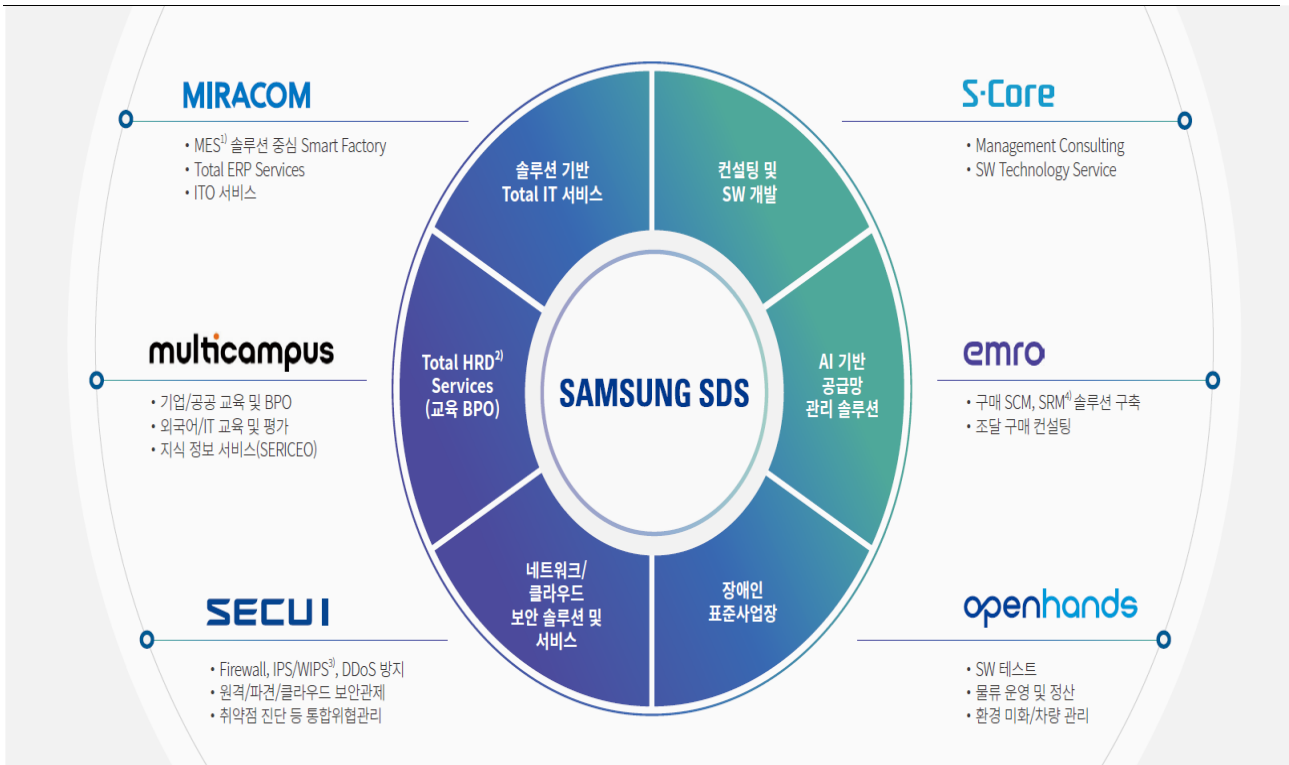 MIRACOM
• MES1) 솔루션 중심 Smart Factory
• Total ERP Services
• ITO 서비스
multicampus
• 기업/공공 교육 및 BPO
• 외국어/IT 교육 및 평가
• 지식 정보 서비스(SERICEO)
SECUI
• Firewall, IPS/WIPS3), DDoS 방지
• 원격/파견/클라우드 보안관제
• 취약점 진단 등 통합위협관리
솔루션 기반
Total IT 서비스
컨설팅 및
SW 개발
Total HRD2)
Services
(교육 BPO)
SAMSUNG SDS
AI 기반
공급망
관리 솔루션
네트워크/
클라우드
보안 솔루션 및
서비스
장애인
표준사업장
S·Core
• Management Consulting
• SW Technology Service
emro
• 구매 SCM, SRM4) 솔루션 구축
• 조달 구매 컨설팅
openhands
• SW 테스트
• 물류 운영 및 정산
• 환경 미화/차량 관리